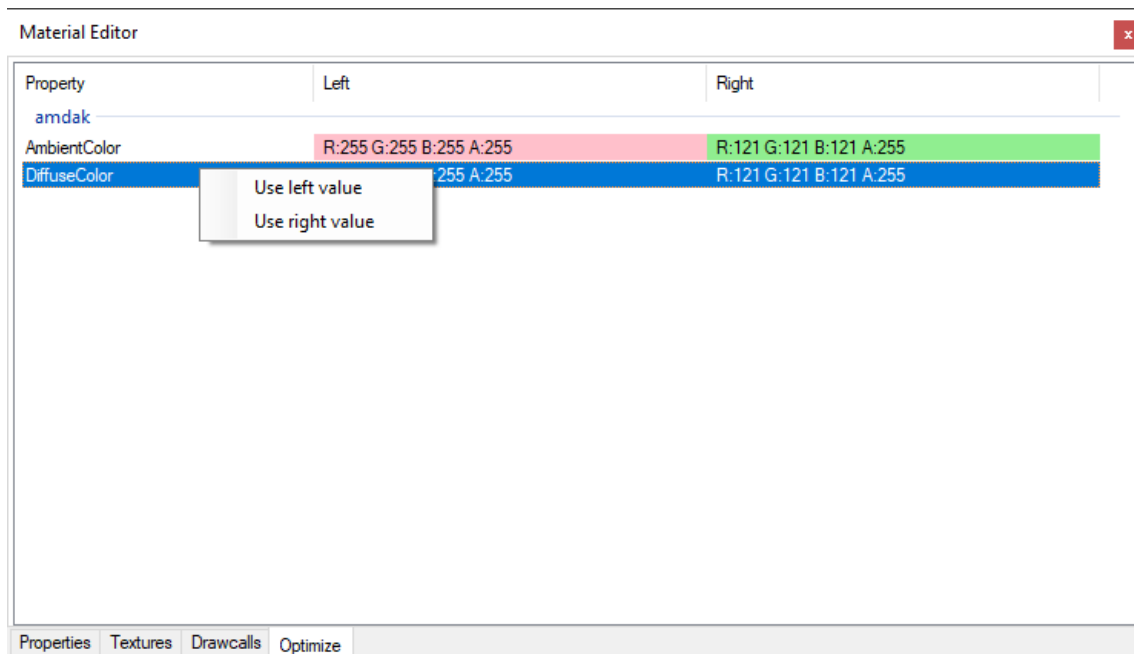 Material Editor
x
Property Left Right
amdak
AmbientColor R:255 G:255 B:255 A:255 R:121 G:121 B:121 A:255
DiffuseColor :255 A:255 R:121 G:121 B:121 A:255
Use left value
Use right value
Properties Textures Drawcalls Optimize